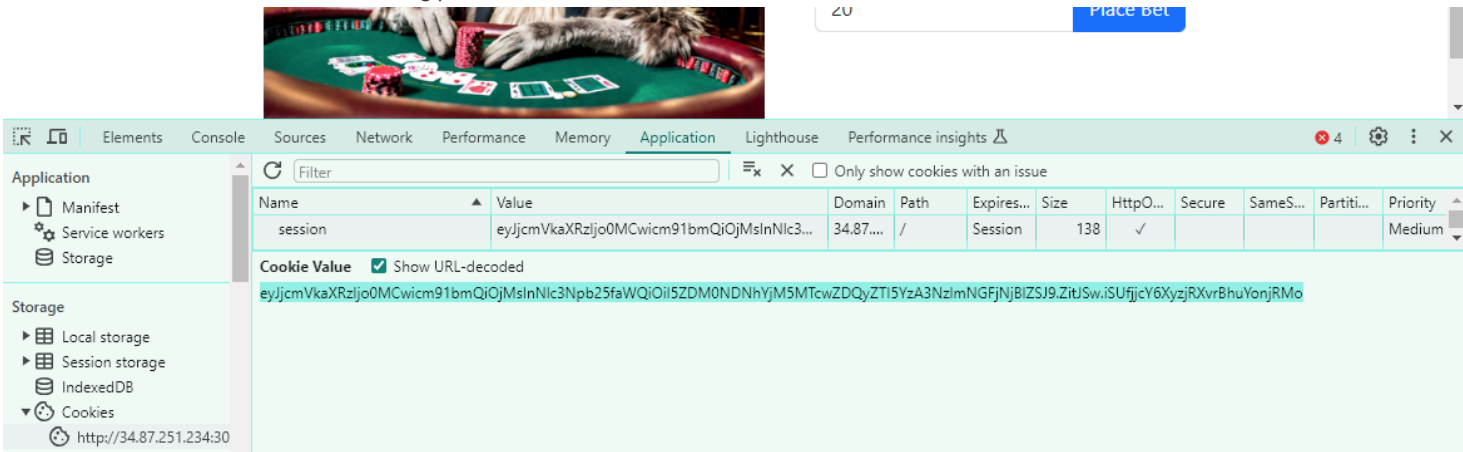 20 Place Bet
Elements Console Sources Network Performance Memory Application Lighthouse Performance insights 4
Application
Manifest
Service workers
Storage
Storage
Local storage
Session storage
IndexedDB
Cookies
http://34.87.251.234:30
Filter Only show cookies with an issue
Name Value Domain Path Expires... Size HttpO... Secure SameS... Partiti... Priority
session eyJjcmVkaXRzIjo0MCwicm91bmQiOjMsInNlc3... 34.87.... / Session 138 ✓ Medium
Cookie Value Show URL-decoded
eyJjcmVkaXRzIjo0MCwicm91bmQiOjMsInNlc3Npb25faWQiOiI5ZDM0NDNhYjM5MTcwZDQyZTI5YzA3NzImNGFjNjBlZSJ9.ZitJSw.iSUfjjcY6XyzjRXvrBhuYonjRMo